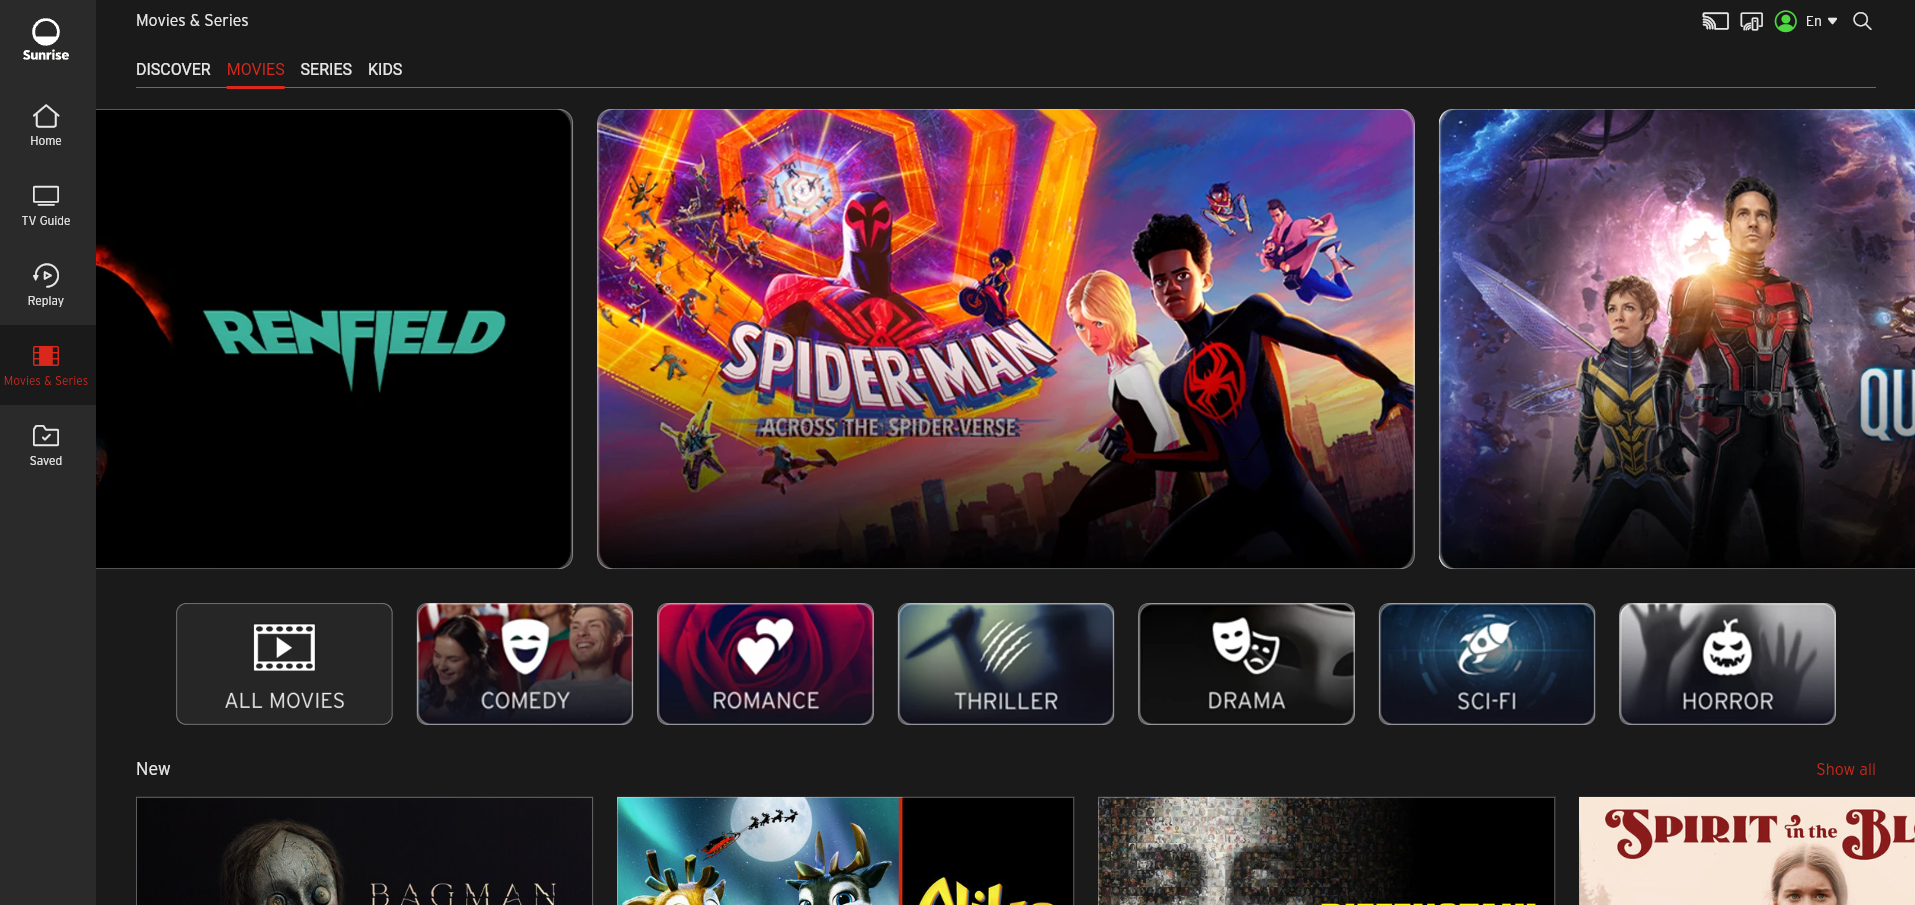 Sunrise
Movies & Series
En
DISCOVER
MOVIES
SERIES
KIDS
Home
TV Guide
Replay
Movies & Series
Saved
RENFIELD
SPIDER-MAN
ACROSS THE SPIDER-VERSE
QU
ALL MOVIES
COMEDY
ROMANCE
THRILLER
DRAMA
SCI-FI
HORROR
New
Show all
BAGMAN
SPIRIT in the BL